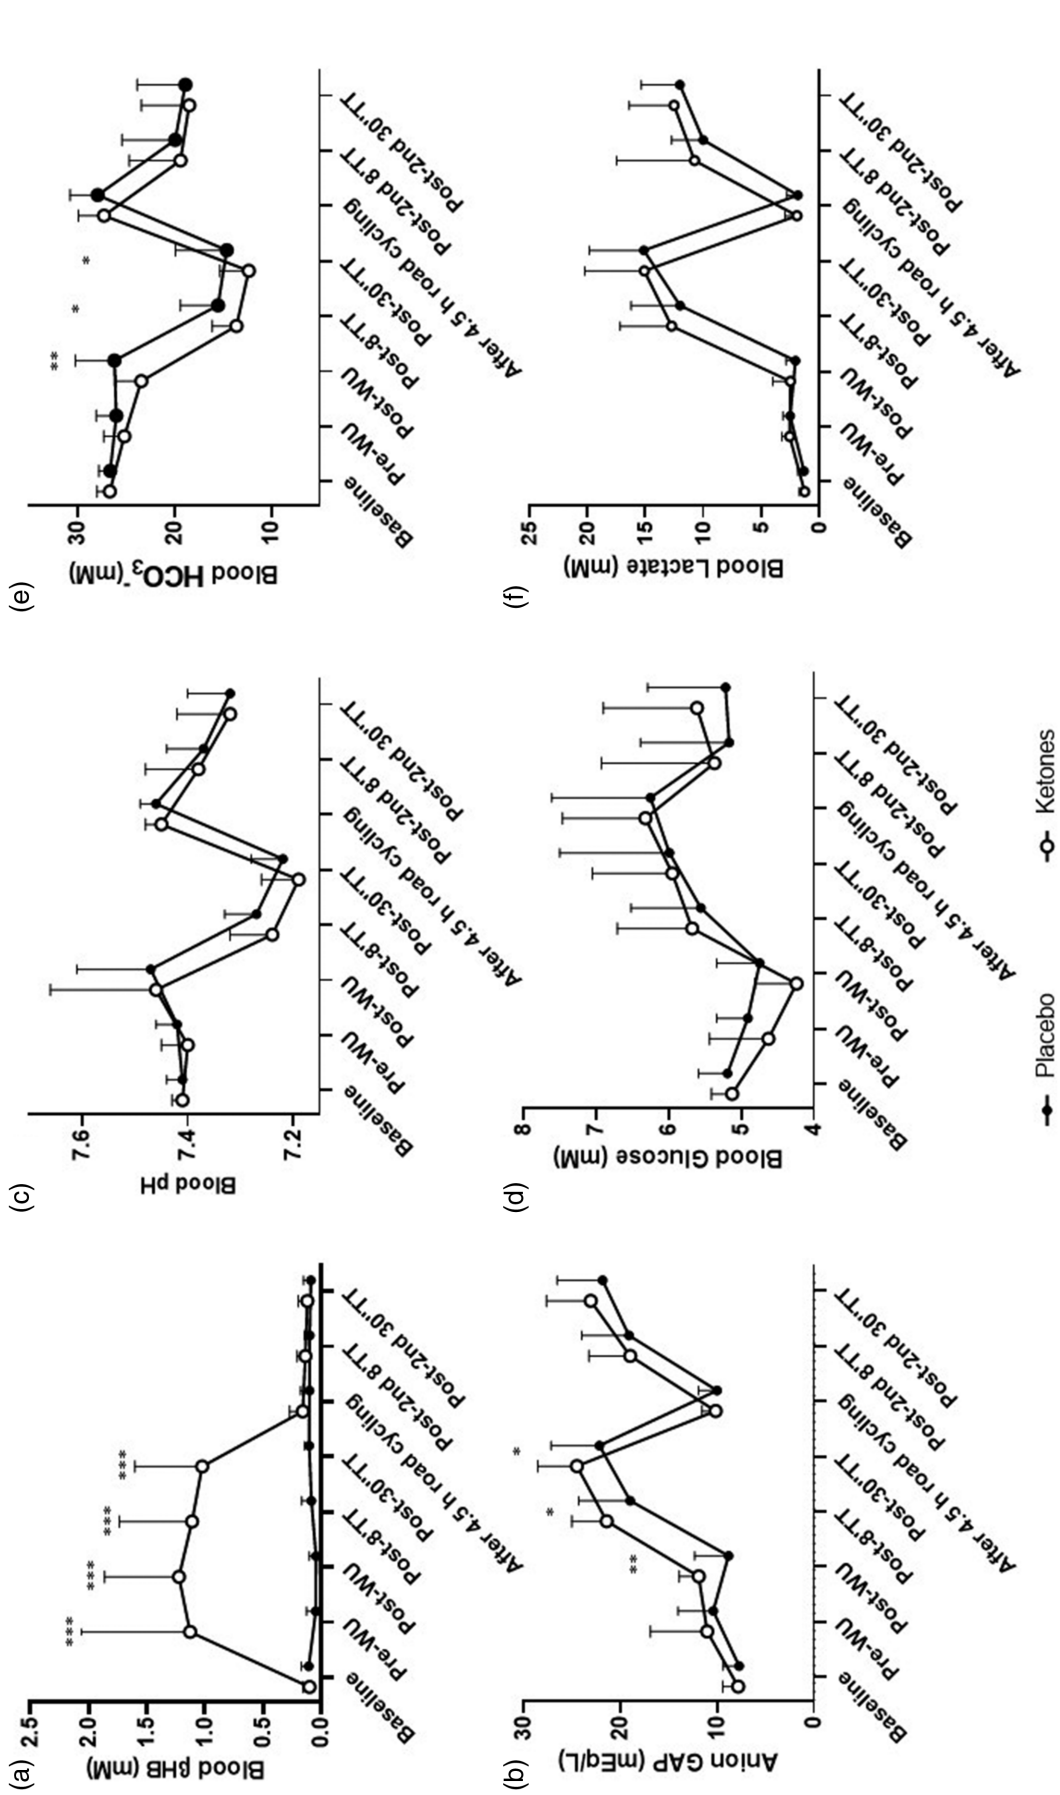 (a)
Blood βHB (mM)
2.5
2.0
1.5
1.0
0.5
0.0
***
***
***
***
Baseline
Pre-WU
Post-WU
Post-8'TT
Post-30''TT
After 4.5 h road cycling
Post-2nd 8'TT
Post-2nd 30''TT
(c)
Blood pH
7.6
7.4
7.2
Baseline
Pre-WU
Post-WU
Post-8'TT
Post-30''TT
After 4.5 h road cycling
Post-2nd 8'TT
Post-2nd 30''TT
(e)
Blood HCO3-(mM)
30
20
10
**
*
*
Baseline
Pre-WU
Post-WU
Post-8'TT
Post-30''TT
After 4.5 h road cycling
Post-2nd 8'TT
Post-2nd 30''TT
(b)
Anion GAP (mEq/L)
30
20
10
0
**
*
*
Baseline
Pre-WU
Post-WU
Post-8'TT
Post-30''TT
After 4.5 h road cycling
Post-2nd 8'TT
Post-2nd 30''TT
(d)
Blood Glucose (mM)
8
7
6
5
4
Baseline
Pre-WU
Post-WU
Post-8'TT
Post-30''TT
After 4.5 h road cycling
Post-2nd 8'TT
Post-2nd 30''TT
(f)
Blood Lactate (mM)
25
20
15
10
5
0
Baseline
Pre-WU
Post-WU
Post-8'TT
Post-30''TT
After 4.5 h road cycling
Post-2nd 8'TT
Post-2nd 30''TT
Placebo
Ketones